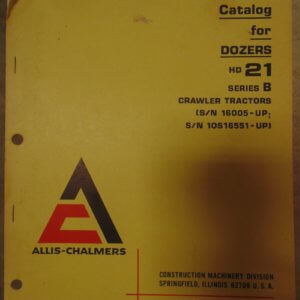 Catalog
for
DOZERS
HD 21
SERIES B
CRAWLER TRACTORS
(S/N 16005-UP;
S/N 10S16551-UP)
ALLIS-CHALMERS
CONSTRUCTION MACHINERY DIVISION
SPRINGFIELD, ILLINOIS 62706 U. S. A.